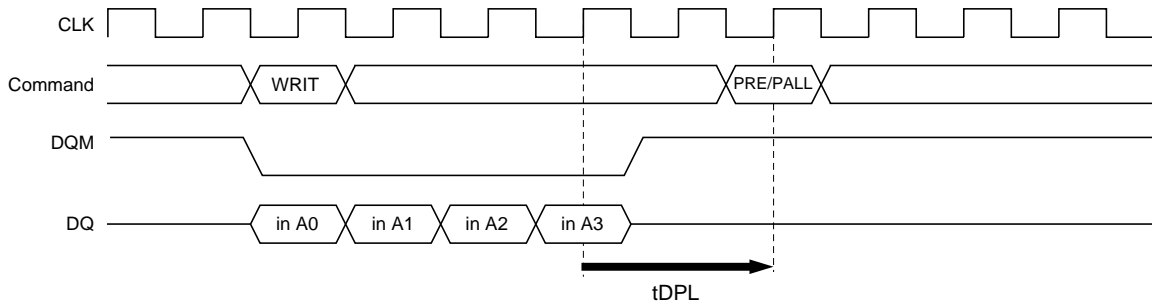 CLK
Command
WRIT
PRE/PALL
DQM
DQ
in A0
in A1
in A2
in A3
tDPL